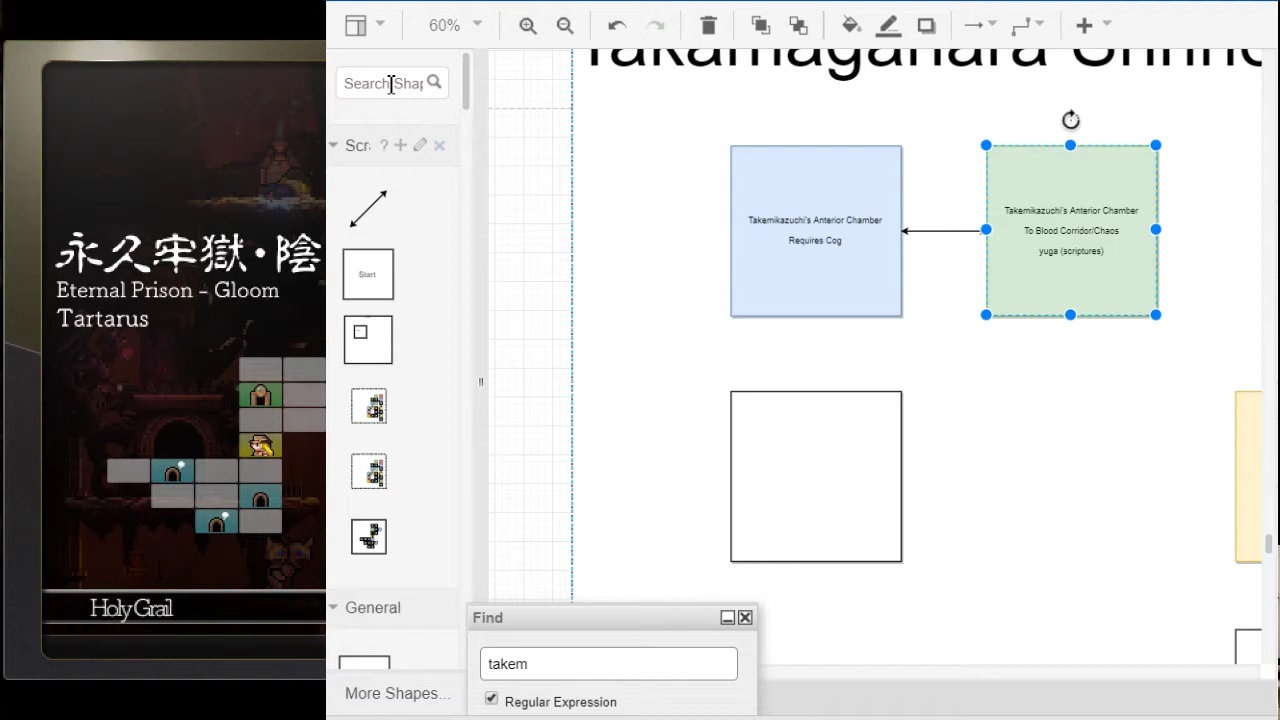 永久牢獄・陰
Eternal Prison - Gloom
Tartarus
HolyGrail
60%
Search Shap
Scr
?
Start
General
More Shapes...
Takamagahara Shrine
Takemikazuchi's Anterior Chamber
Requires Cog
Takemikazuchi's Anterior Chamber
To Blood Corridor/Chaos
yuga (scriptures)
Find
takem
Regular Expression